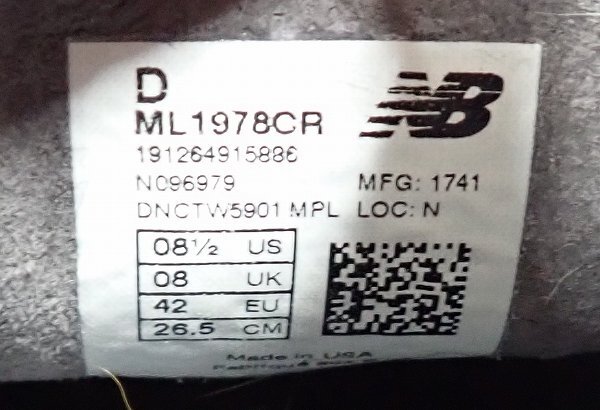 D
NB
ML1978CR
191264915886
N096979 MFG: 1741
DNCTW5901 MPL LOC: N
08½ US
08 UK
42 EU
26.5 CM
Made in USA